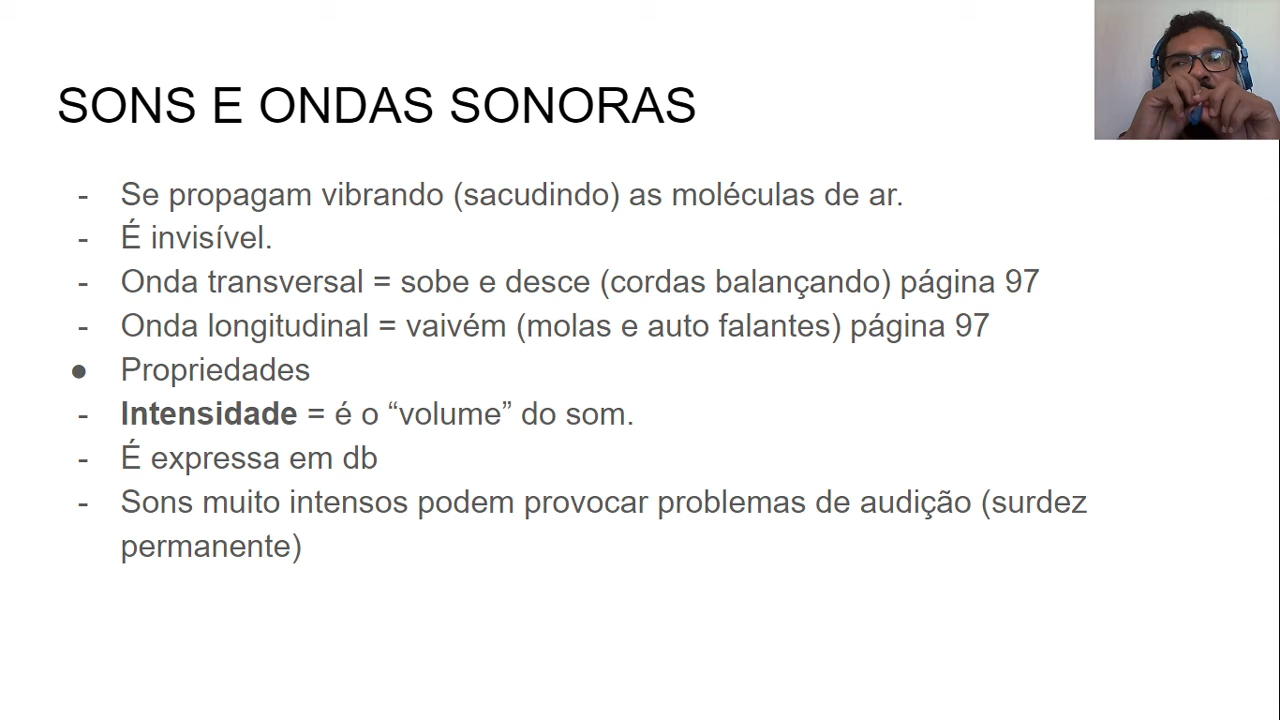 SONS E ONDAS SONORAS
- Se propagam vibrando (sacudindo) as moléculas de ar.
- É invisível.
- Onda transversal = sobe e desce (cordas balançando) página 97
- Onda longitudinal = vaivém (molas e auto falantes) página 97
● Propriedades
- Intensidade = é o “volume” do som.
- É expressa em db
- Sons muito intensos podem provocar problemas de audição (surdez
permanente)